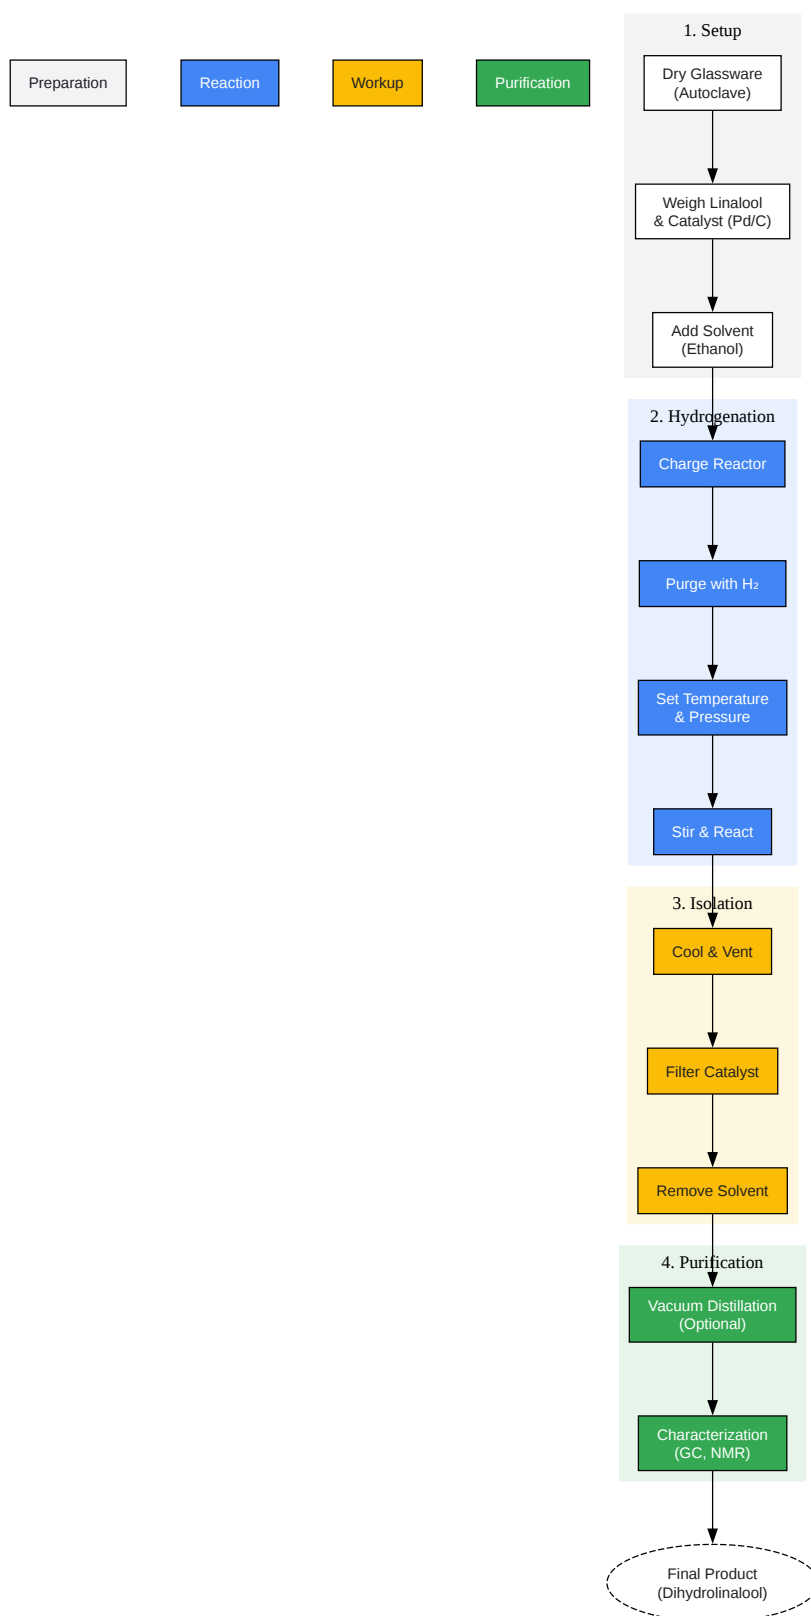 1. Setup
Preparation
Reaction
Workup
Purification
Dry Glassware
(Autoclave)
Weigh Linalool
& Catalyst (Pd/C)
Add Solvent
(Ethanol)
2. Hydrogenation
Charge Reactor
Purge with H₂
Set Temperature
& Pressure
Stir & React
3. Isolation
Cool & Vent
Filter Catalyst
Remove Solvent
4. Purification
Vacuum Distillation
(Optional)
Characterization
(GC, NMR)
Final Product
(Dihydrolinalool)